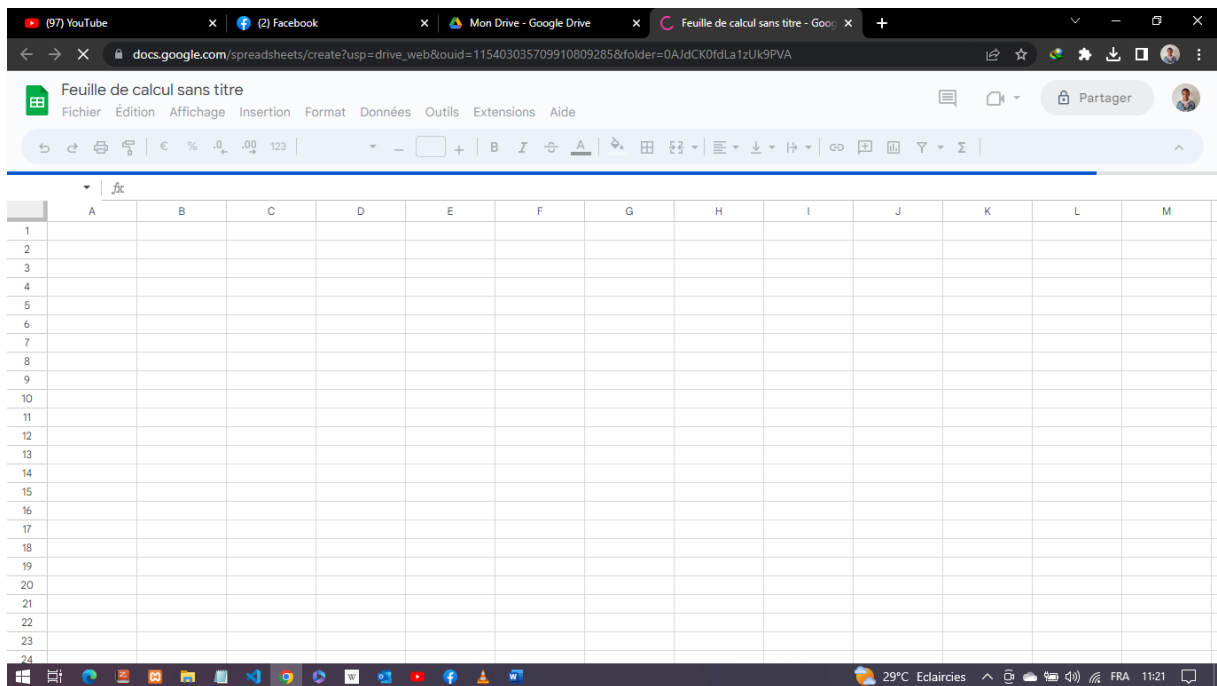 (97) YouTube (2) Facebook Mon Drive - Google Drive Feuille de calcul sans titre - Goog
docs.google.com/spreadsheets/create?usp=drive_web&ouid=115403035709910809285&folder=0AJdCK0fdLa1zUk9PVA
Feuille de calcul sans titre
Fichier Édition Affichage Insertion Format Données Outils Extensions Aide
Partager
€ % .0 .00 123 B I A Σ
fx
A B C D E F G H I J K L M
1
2
3
4
5
6
7
8
9
10
11
12
13
14
15
16
17
18
19
20
21
22
23
24
29°C Eclaircies FRA 11:21